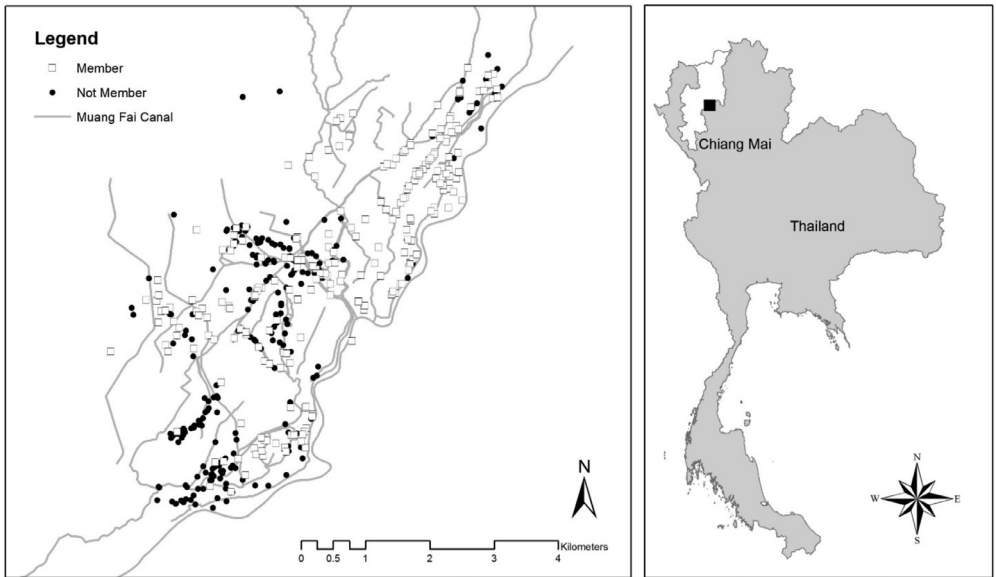 Legend
Member
Not Member
Muang Fai Canal
N
Kilometers
0 0.5 1 2 3 4
Chiang Mai
Thailand
N
W E
S